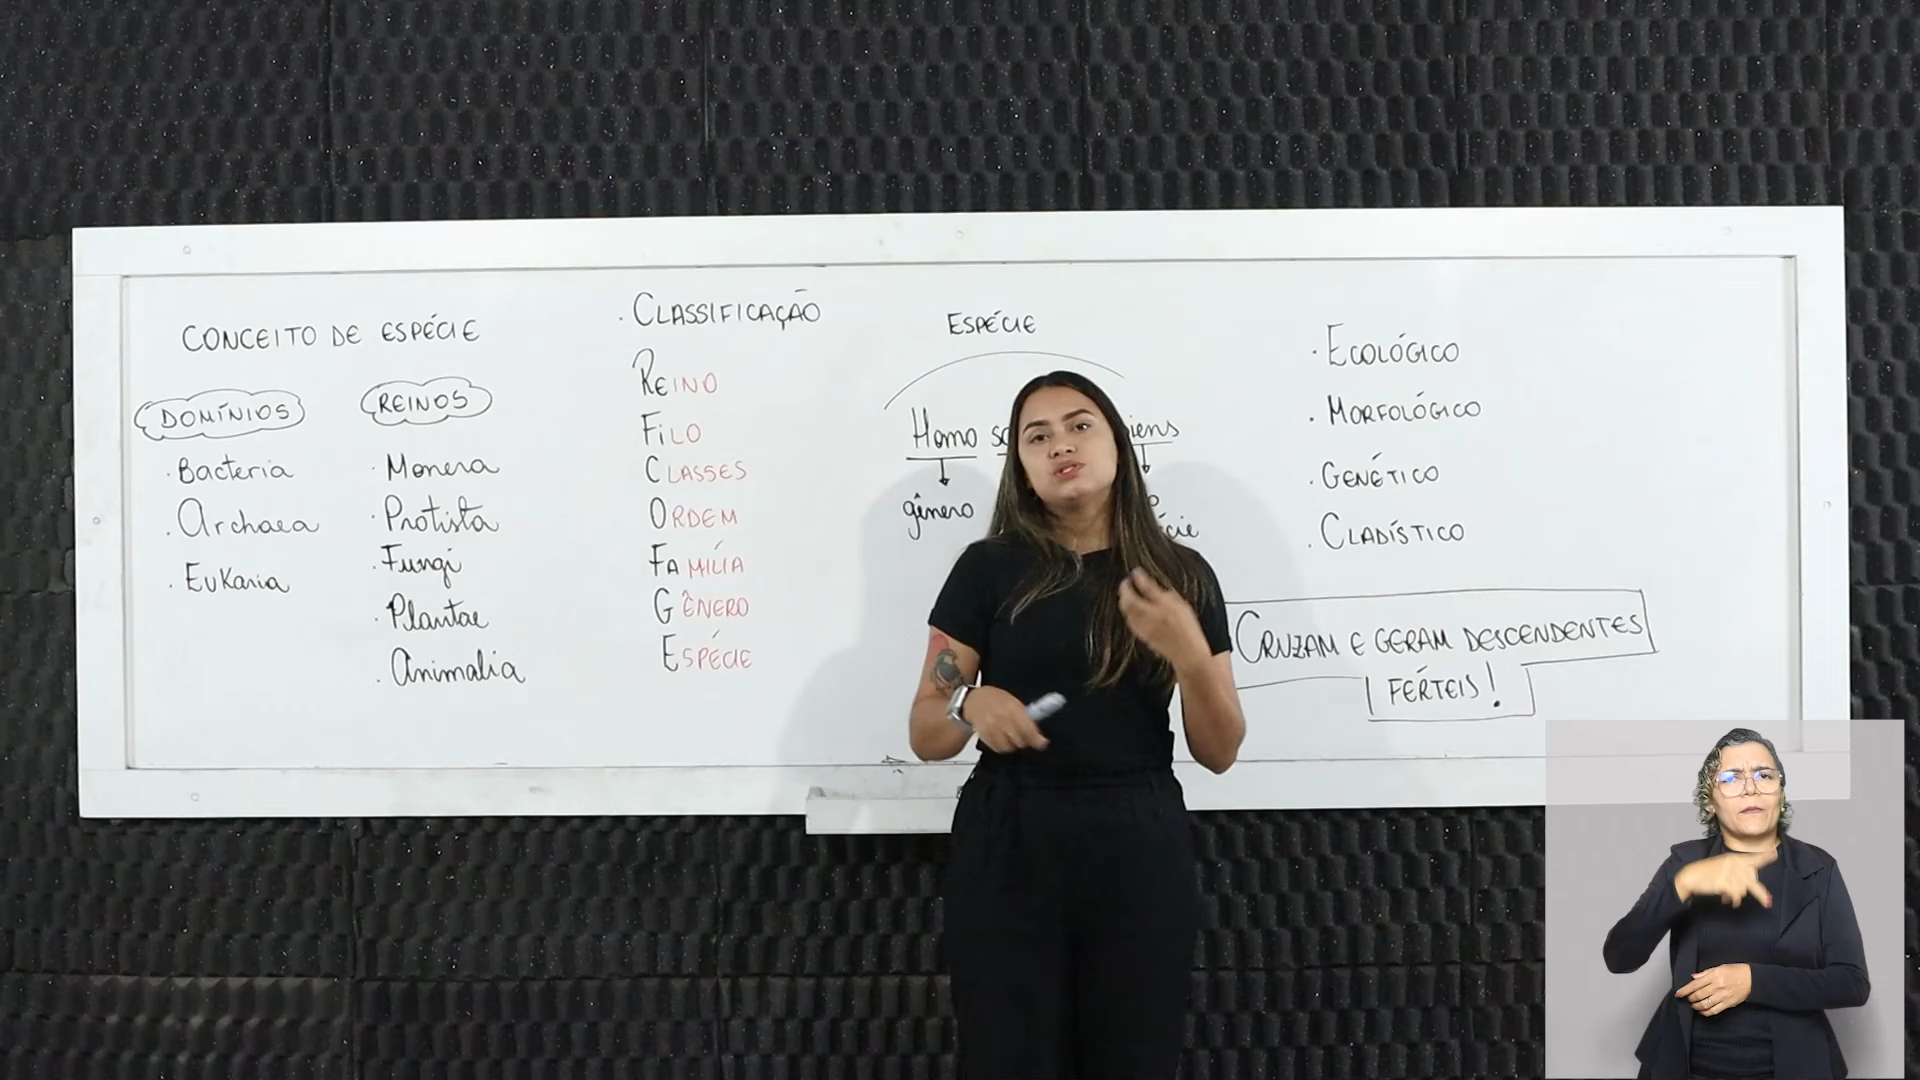 CONCEITO DE ESPÉCIE
DOMÍNIOS
· Bacteria
· Archaea
· Eukaria
REINOS
· Monera
· Protista
· Fungi
· Plantae
· Animalia
· CLASSIFICAÇÃO
REINO
FILO
CLASSES
ORDEM
FAMÍLIA
GÊNERO
ESPÉCIE
ESPÉCIE
Homo
gênero
· ECOLÓGICO
· MORFOLÓGICO
· GENÉTICO
· CLADÍSTICO
CRUZAM E GERAM DESCENDENTES
FÉRTEIS!